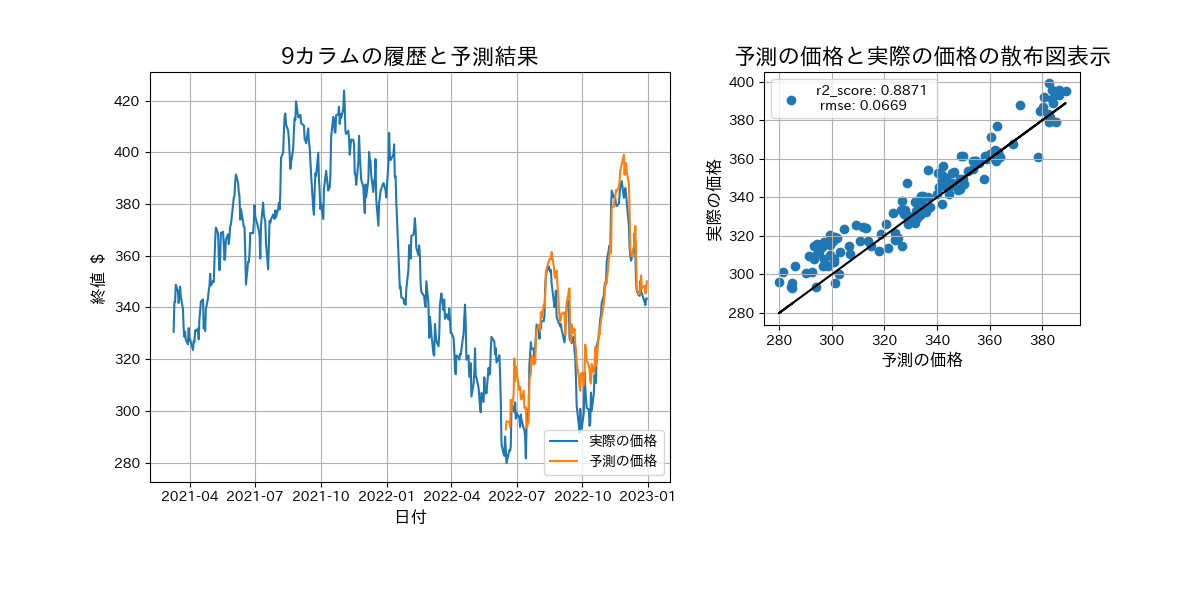 9カラムの履歴と予測結果
420
400
380
360
340
320
300
280
終値 $
2021-04 2021-07 2021-10 2022-01 2022-04 2022-07 2022-10 2023-01
日付
実際の価格
予測の価格
予測の価格と実際の価格の散布図表示
r2_score: 0.8871
rmse: 0.0669
400
380
360
340
320
300
280
実際の価格
280 300 320 340 360 380
予測の価格